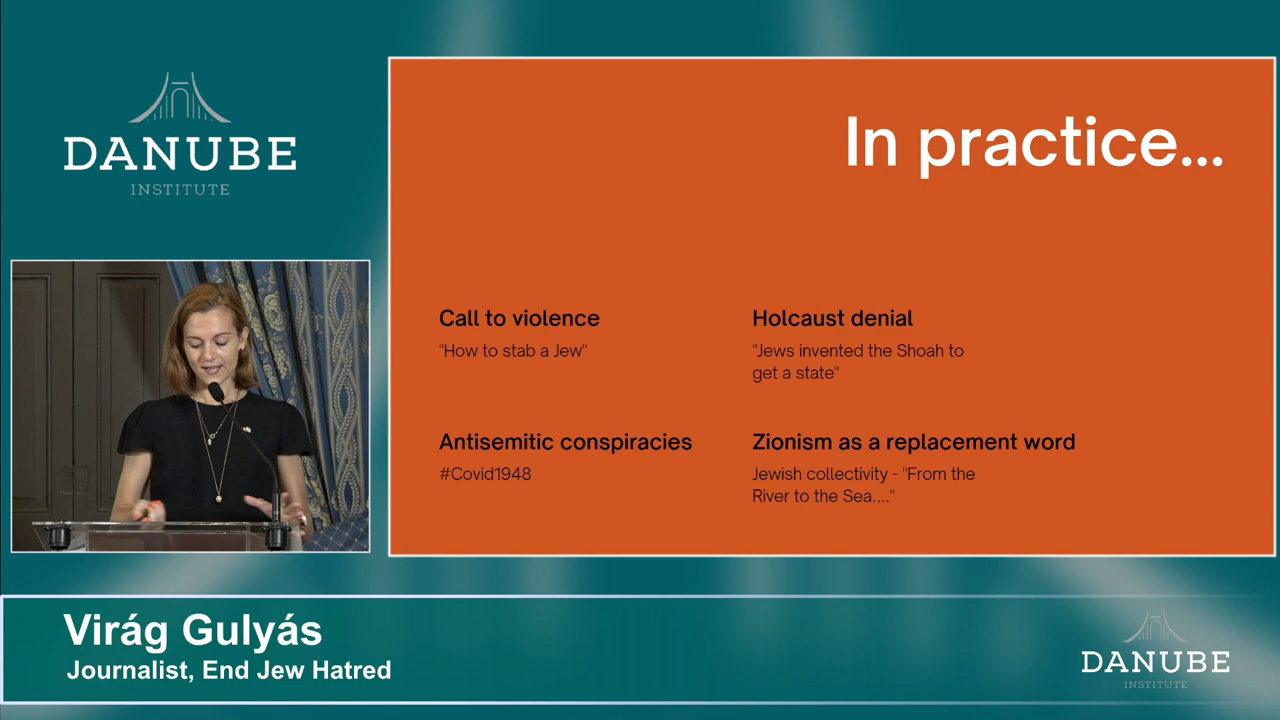 DANUBE
INSTITUTE
In practice...
Call to violence
"How to stab a Jew"
Holcaust denial
"Jews invented the Shoah to
get a state"
Antisemitic conspiracies
#Covid1948
Zionism as a replacement word
Jewish collectivity - "From the
River to the Sea...."
Virág Gulyás
Journalist, End Jew Hatred
DANUBE
INSTITUTE